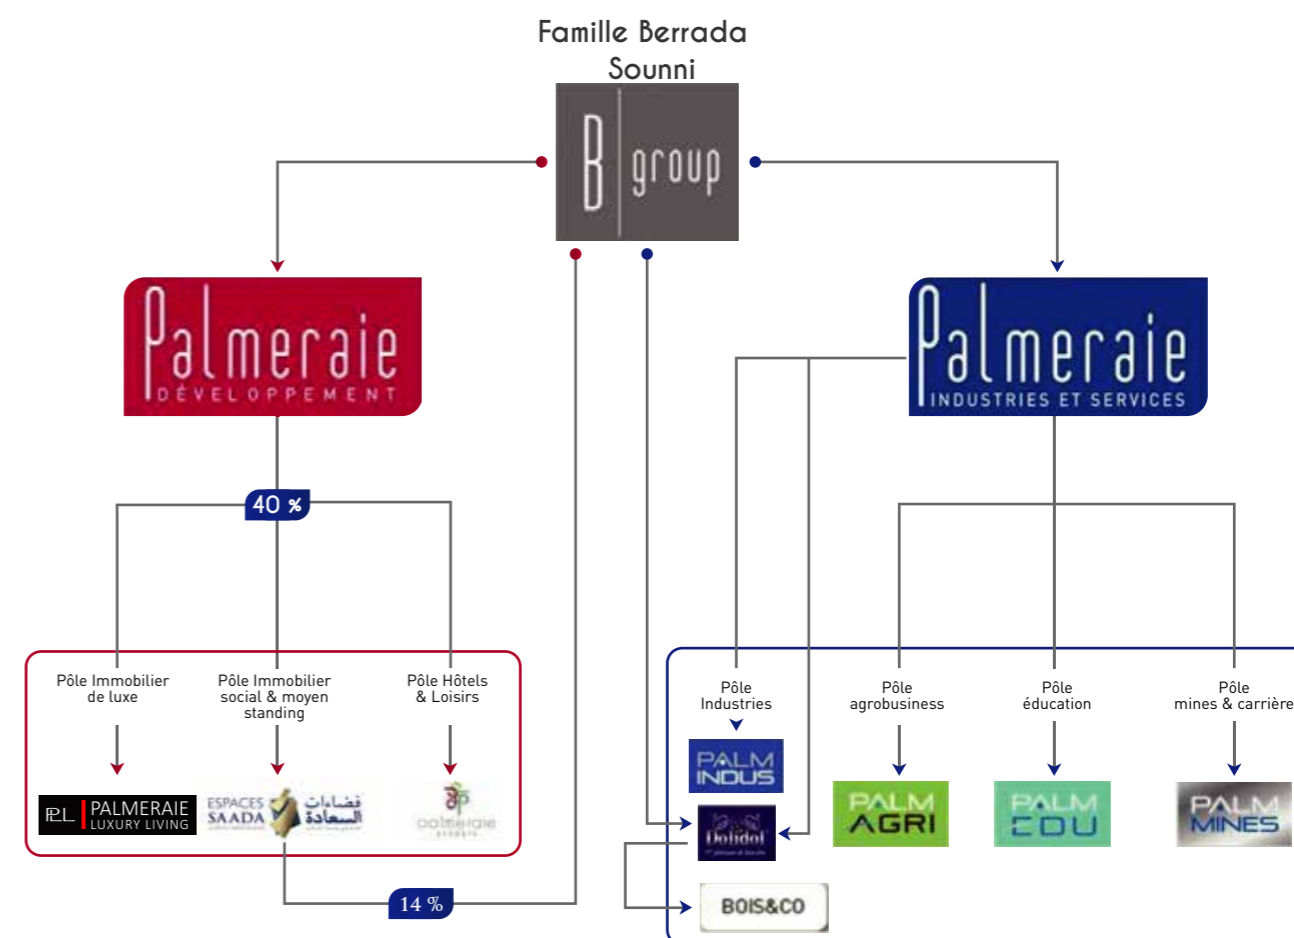 Famille Berrada
Sounni
B group
Palmeraie
DÉVELOPPEMENT
Palmeraie
INDUSTRIES ET SERVICES
40 %
Pôle Immobilier
de luxe
Pôle Immobilier
social & moyen
standing
Pôle Hôtels
& Loisirs
PLL PALMERAIE
LUXURY LIVING
ESPACES
SAADA
فضاءات
السعادة
palmeraie
14 %
Pôle
Industries
Pôle
agrobusiness
Pôle
éducation
Pôle
mines & carrière
PALM
INDUS
Dolidol
BOIS&CO
PALM
AGRI
PALM
EDU
PALM
MINES